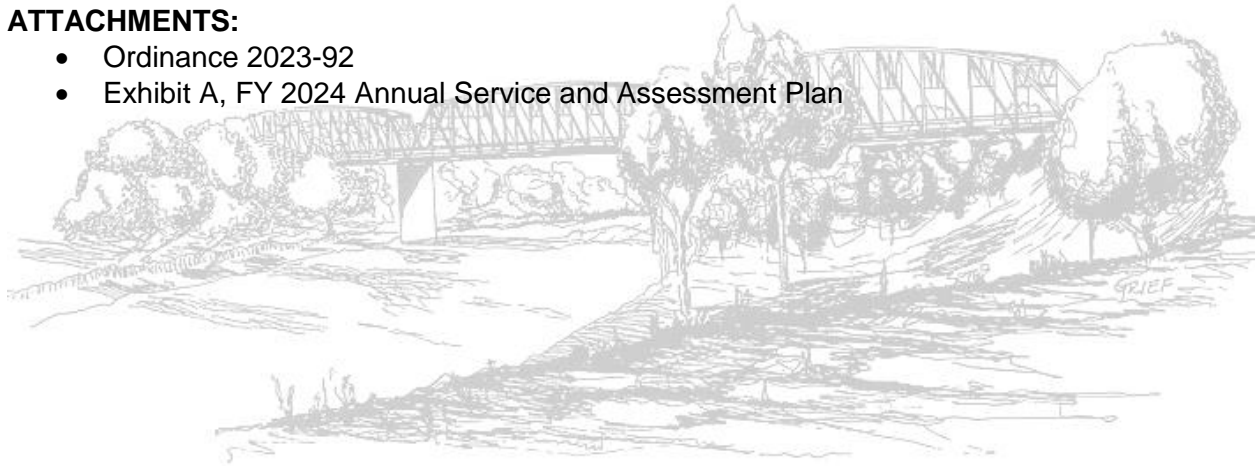 ATTACHMENTS:
• Ordinance 2023-92
• Exhibit A, FY 2024 Annual Service and Assessment Plan
GRIEF